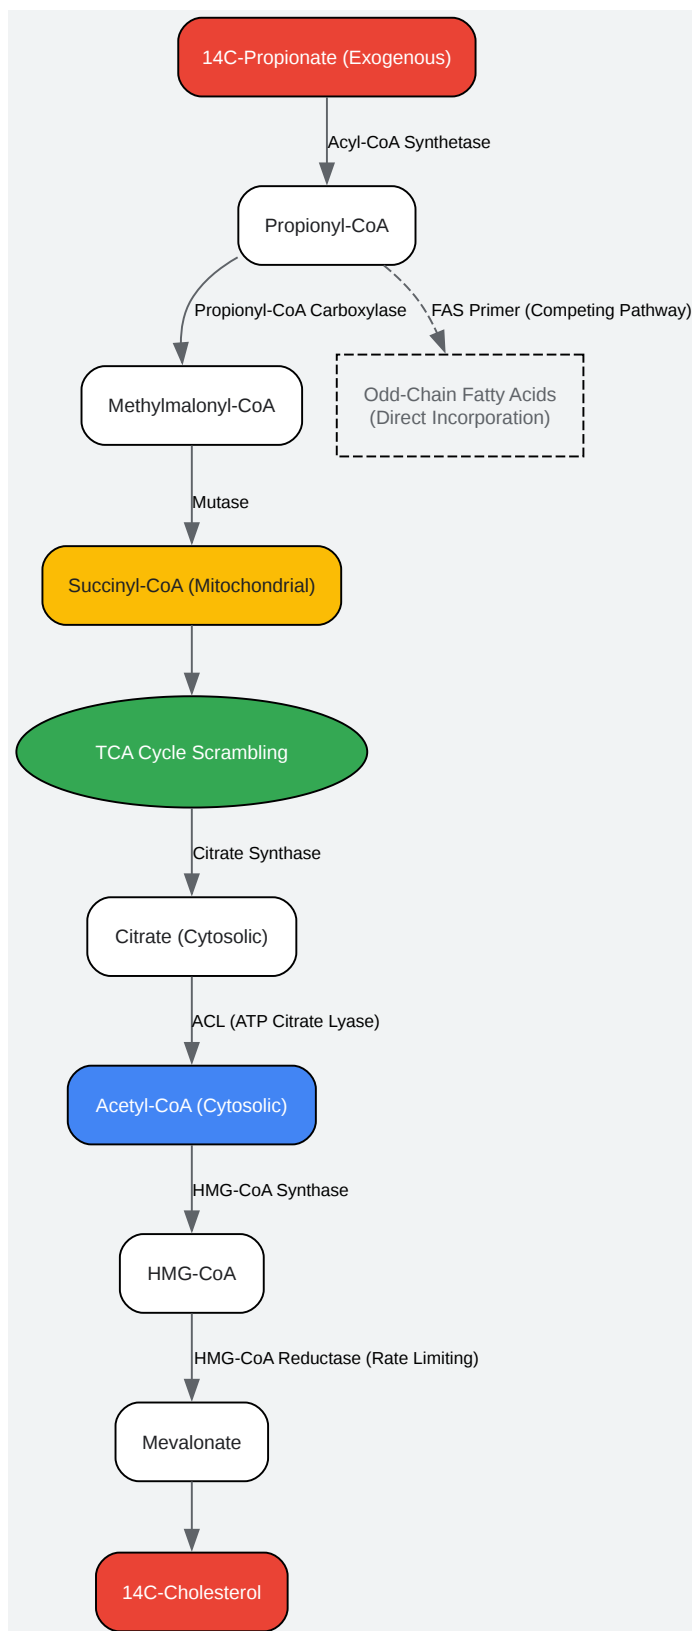 14C-Propionate (Exogenous)
Acyl-CoA Synthetase
Propionyl-CoA
Propionyl-CoA Carboxylase
FAS Primer (Competing Pathway)
Odd-Chain Fatty Acids
(Direct Incorporation)
Methylmalonyl-CoA
Mutase
Succinyl-CoA (Mitochondrial)
TCA Cycle Scrambling
Citrate Synthase
Citrate (Cytosolic)
ACL (ATP Citrate Lyase)
Acetyl-CoA (Cytosolic)
HMG-CoA Synthase
HMG-CoA
HMG-CoA Reductase (Rate Limiting)
Mevalonate
14C-Cholesterol